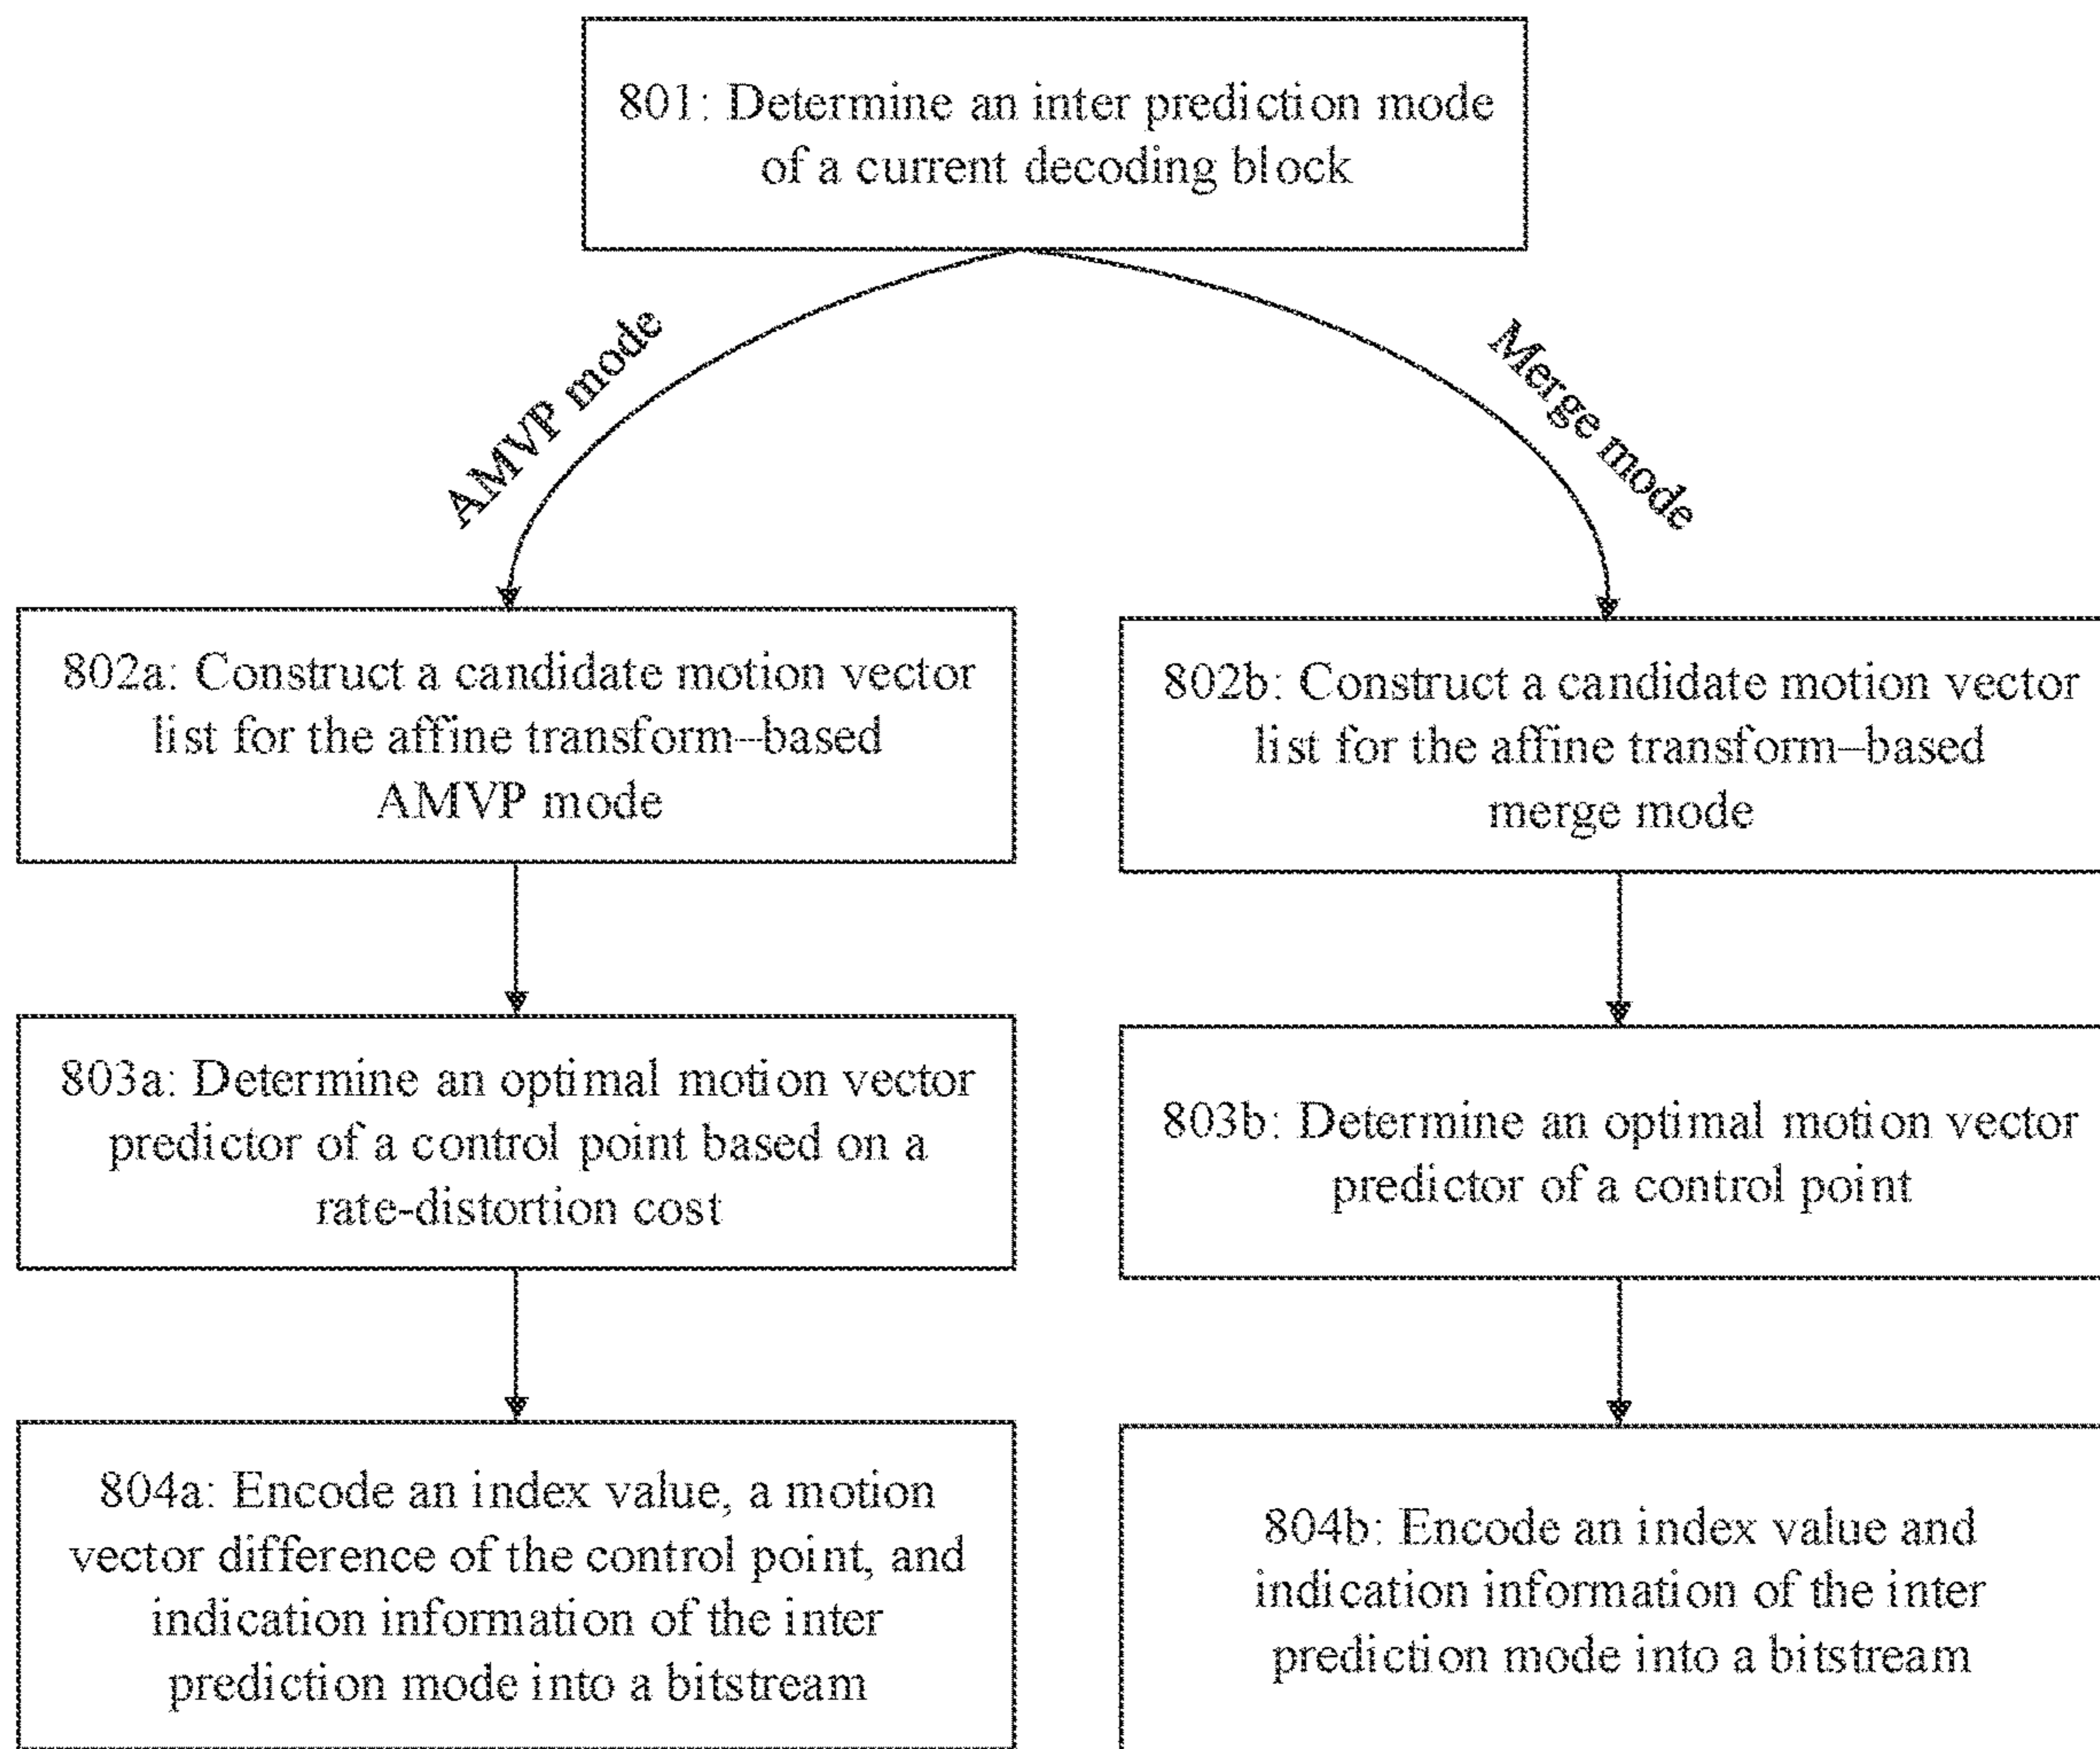 801: Determine an inter prediction mode
of a current decoding block
AMVP mode
Merge mode
802a: Construct a candidate motion vector
list for the affine transform–based
AMVP mode
802b: Construct a candidate motion vector
list for the affine transform–based
merge mode
803a: Determine an optimal motion vector
predictor of a control point based on a
rate-distortion cost
803b: Determine an optimal motion vector
predictor of a control point
804a: Encode an index value, a motion
vector difference of the control point, and
indication information of the inter
prediction mode into a bitstream
804b: Encode an index value and
indication information of the inter
prediction mode into a bitstream